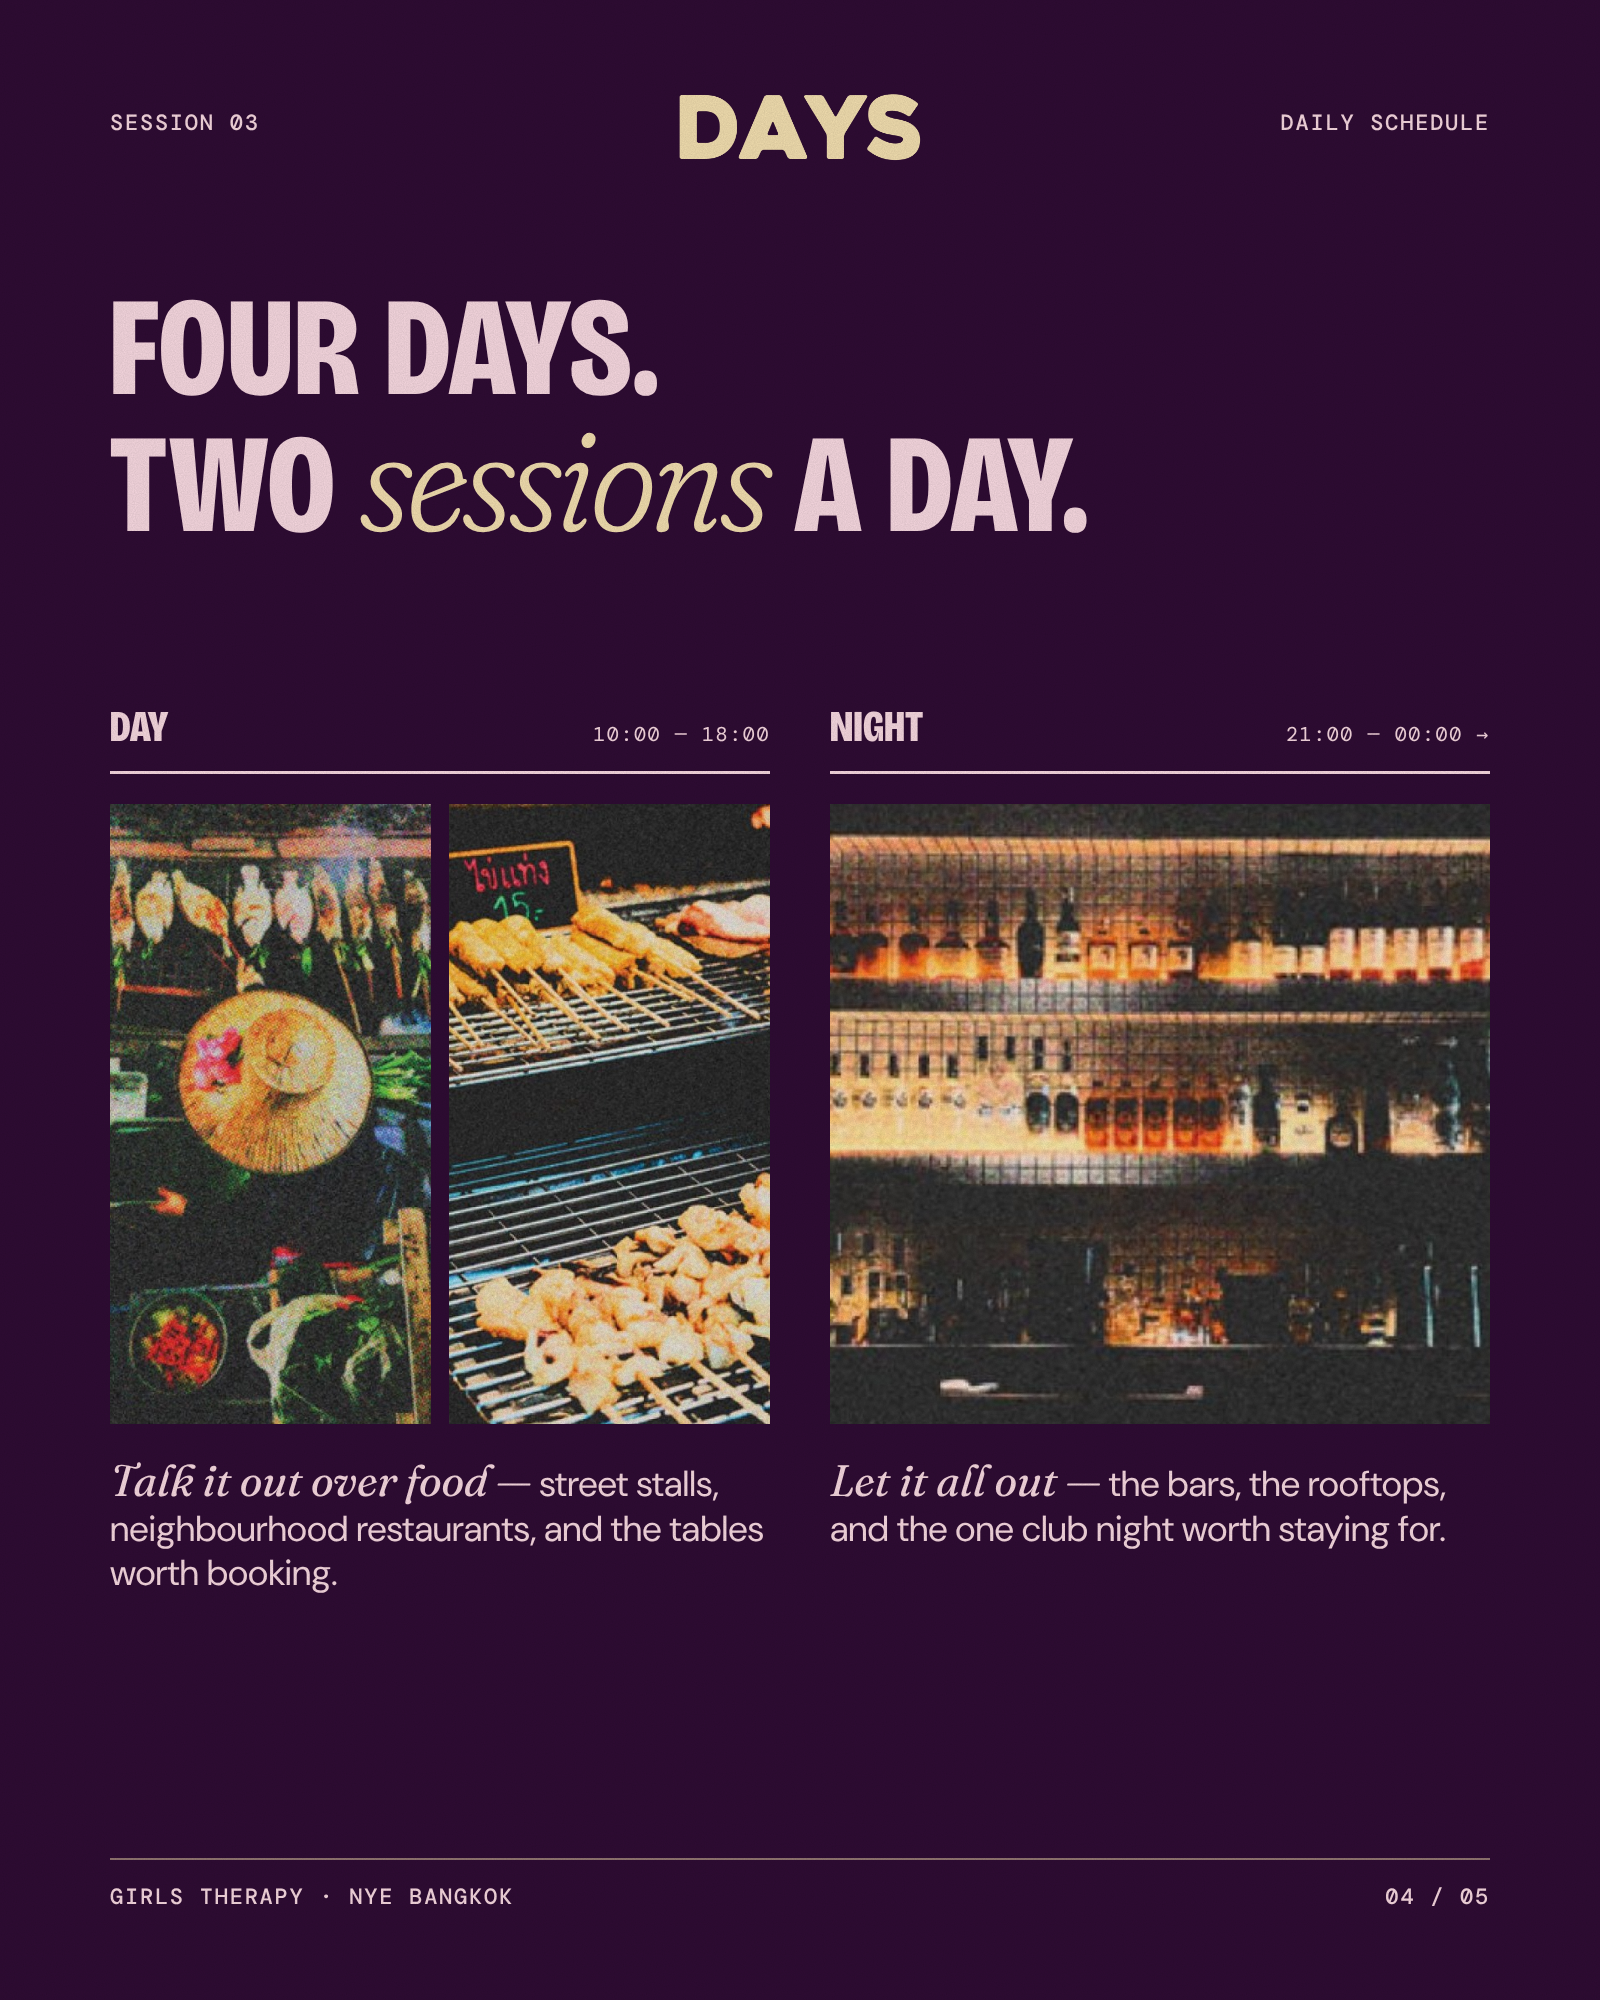 SESSION 03
DAYS
DAILY SCHEDULE
FOUR DAYS.
TWO sessions A DAY.
DAY
10:00 — 18:00
NIGHT
21:00 — 00:00 →
ไข่แท่ง
15.-
Talk it out over food — street stalls,
neighbourhood restaurants, and the tables
worth booking.
Let it all out — the bars, the rooftops,
and the one club night worth staying for.
GIRLS THERAPY · NYE BANGKOK
04 / 05